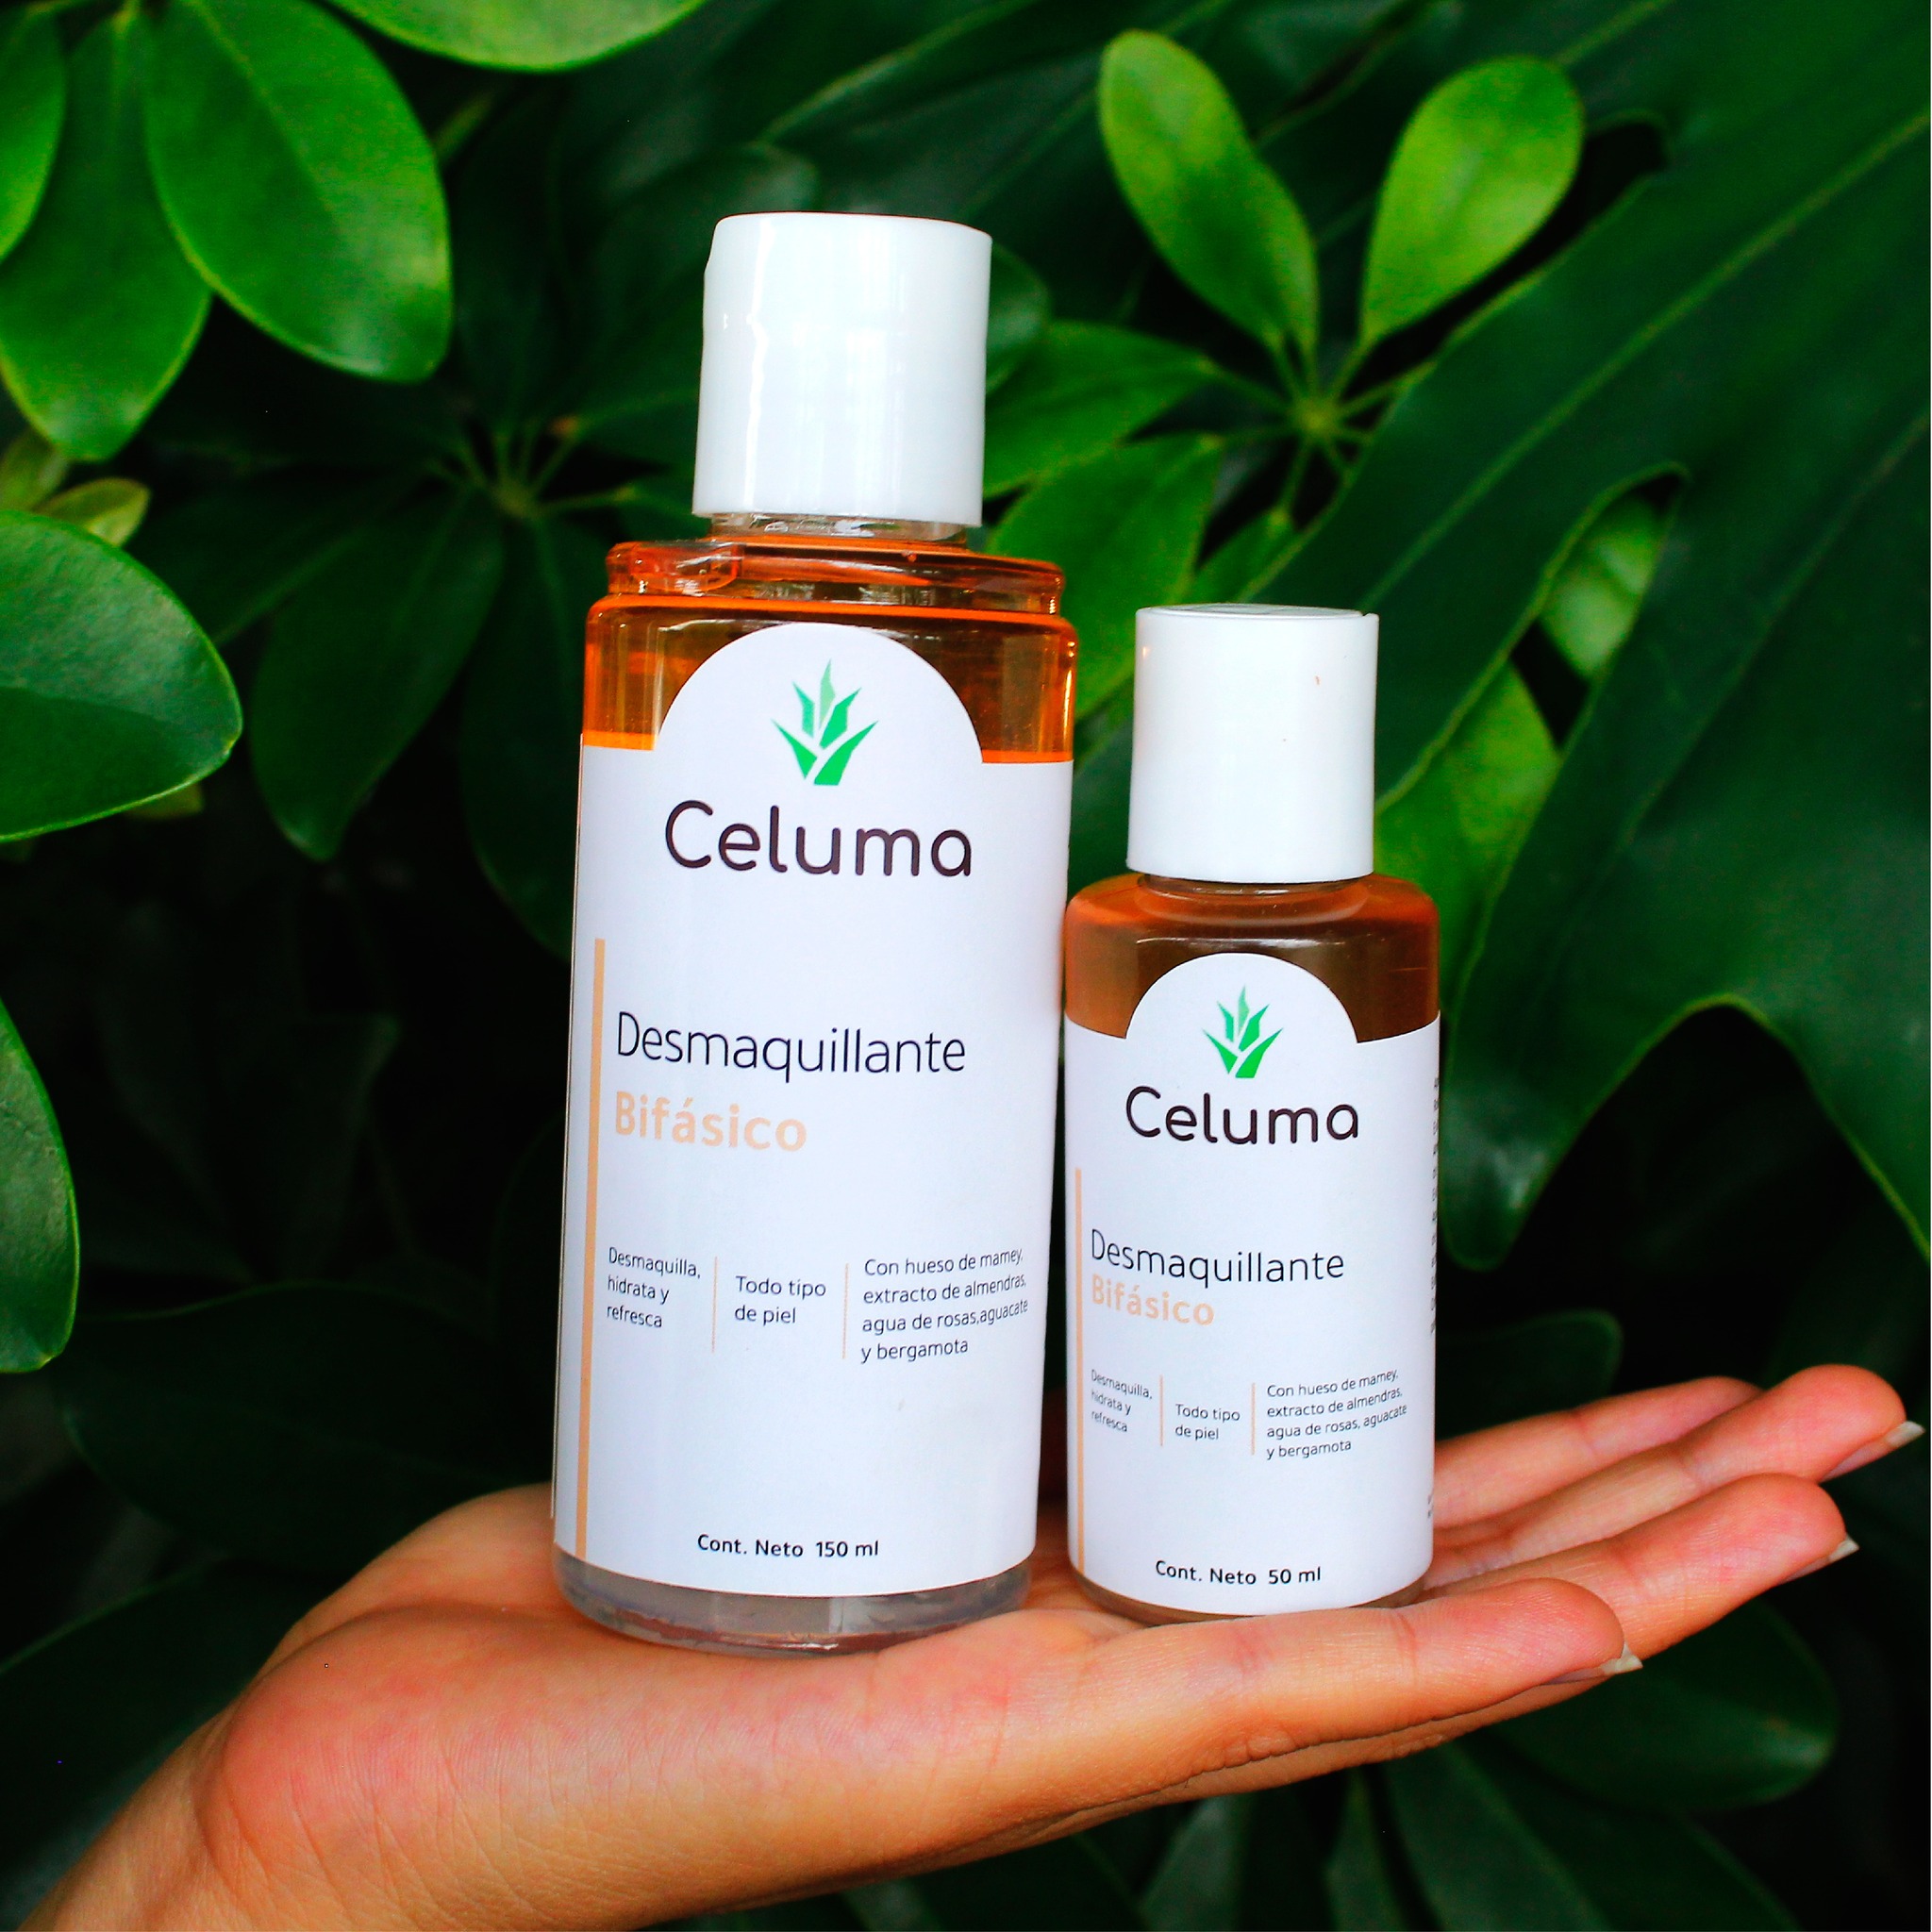 Celuma
Desmaquillante
Bifásico
Desmaquilla,
hidrata y
refresca
Todo tipo
de piel
Con hueso de mamey,
extracto de almendras,
agua de rosas,aguacate
y bergamota
Cont. Neto 150 ml
Celuma
Desmaquillante
Bifásico
Desmaquilla,
hidrata y
refresca
Todo tipo
de piel
Con hueso de mamey,
extracto de almendras,
agua de rosas, aguacate
y bergamota
Cont. Neto 50 ml